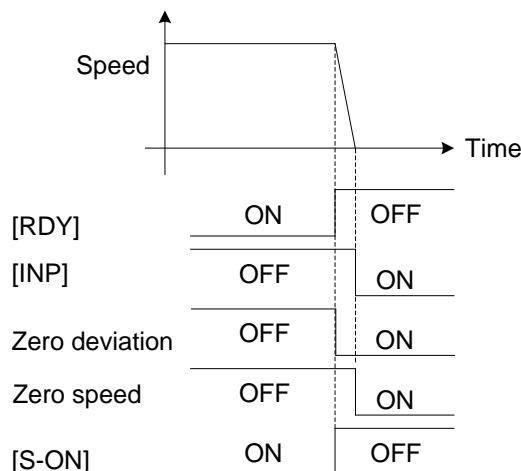 Speed
Time
[RDY] ON OFF
[INP] OFF ON
Zero deviation OFF ON
Zero speed OFF ON
[S-ON] ON OFF